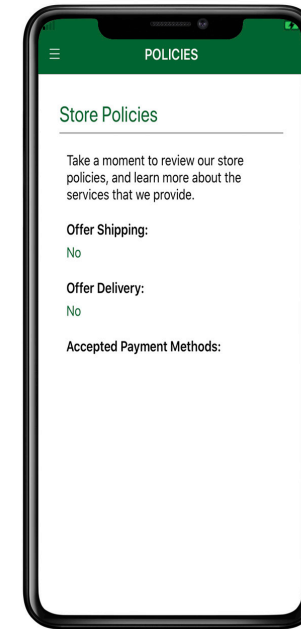 POLICIES
Store Policies
Take a moment to review our store
policies, and learn more about the
services that we provide.
Offer Shipping:
No
Offer Delivery:
No
Accepted Payment Methods: